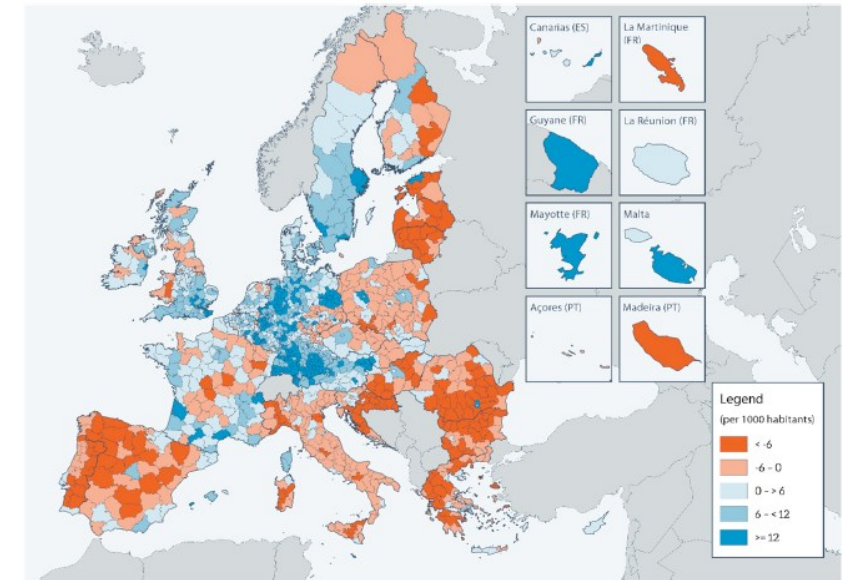 Canarias (ES)
La Martinique
(FR)
Guyane (FR)
La Réunion (FR)
Mayotte (FR)
Malta
Açores (PT)
Madeira (PT)
Legend
(per 1000 habitants)
< -6
-6 – 0
0 – > 6
6 – < 12
>= 12